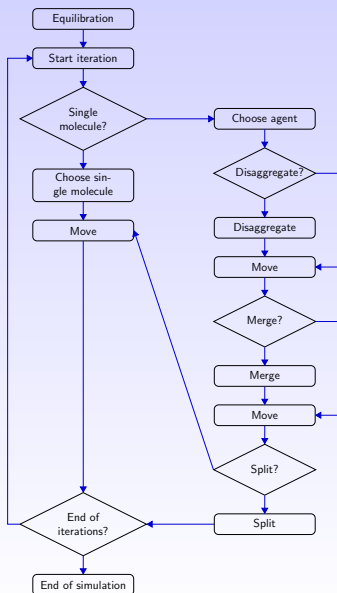 Equilibration
Start iteration
Single
molecule?
Choose sin-
gle molecule
Move
End of
iterations?
End of simulation
Choose agent
Disaggregate?
Disaggregate
Move
Merge?
Merge
Move
Split?
Split